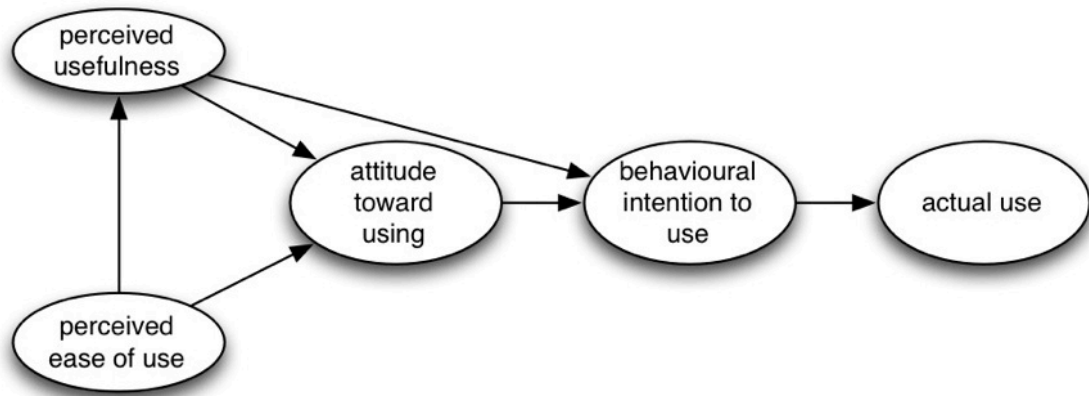 perceived
usefulness
attitude
toward
using
behavioural
intention to
use
actual use
perceived
ease of use